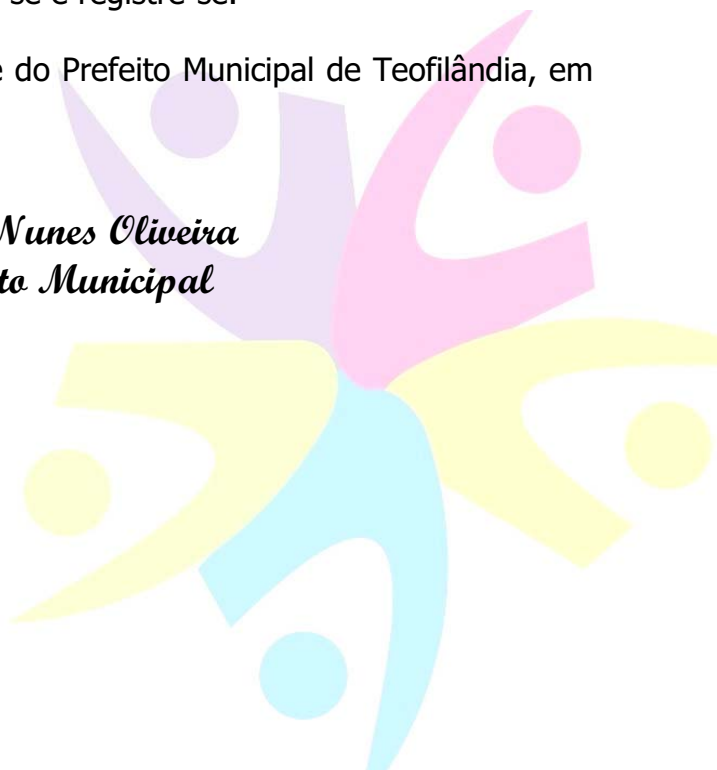 se e registre-se.
do Prefeito Municipal de Teofilândia, em
Nunes Oliveira
to Municipal